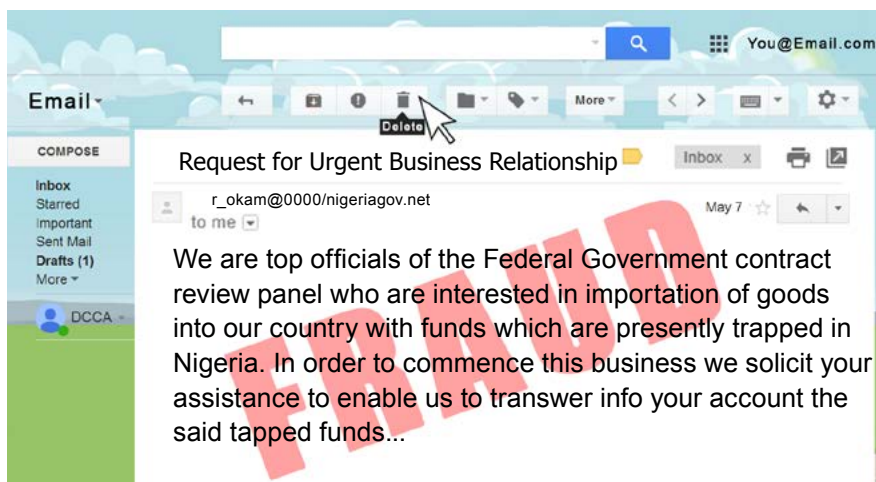 You@Email.com
Email
More
Delete
COMPOSE
Request for Urgent Business Relationship
Inbox x
Inbox
Starred
Important
Sent Mail
Drafts (1)
More
DCCA
r_okam@0000/nigeriagov.net
May 7
to me
We are top officials of the Federal Government contract
review panel who are interested in importation of goods
into our country with funds which are presently trapped in
Nigeria. In order to commence this business we solicit your
assistance to enable us to transwer info your account the
said tapped funds...
FRAUD